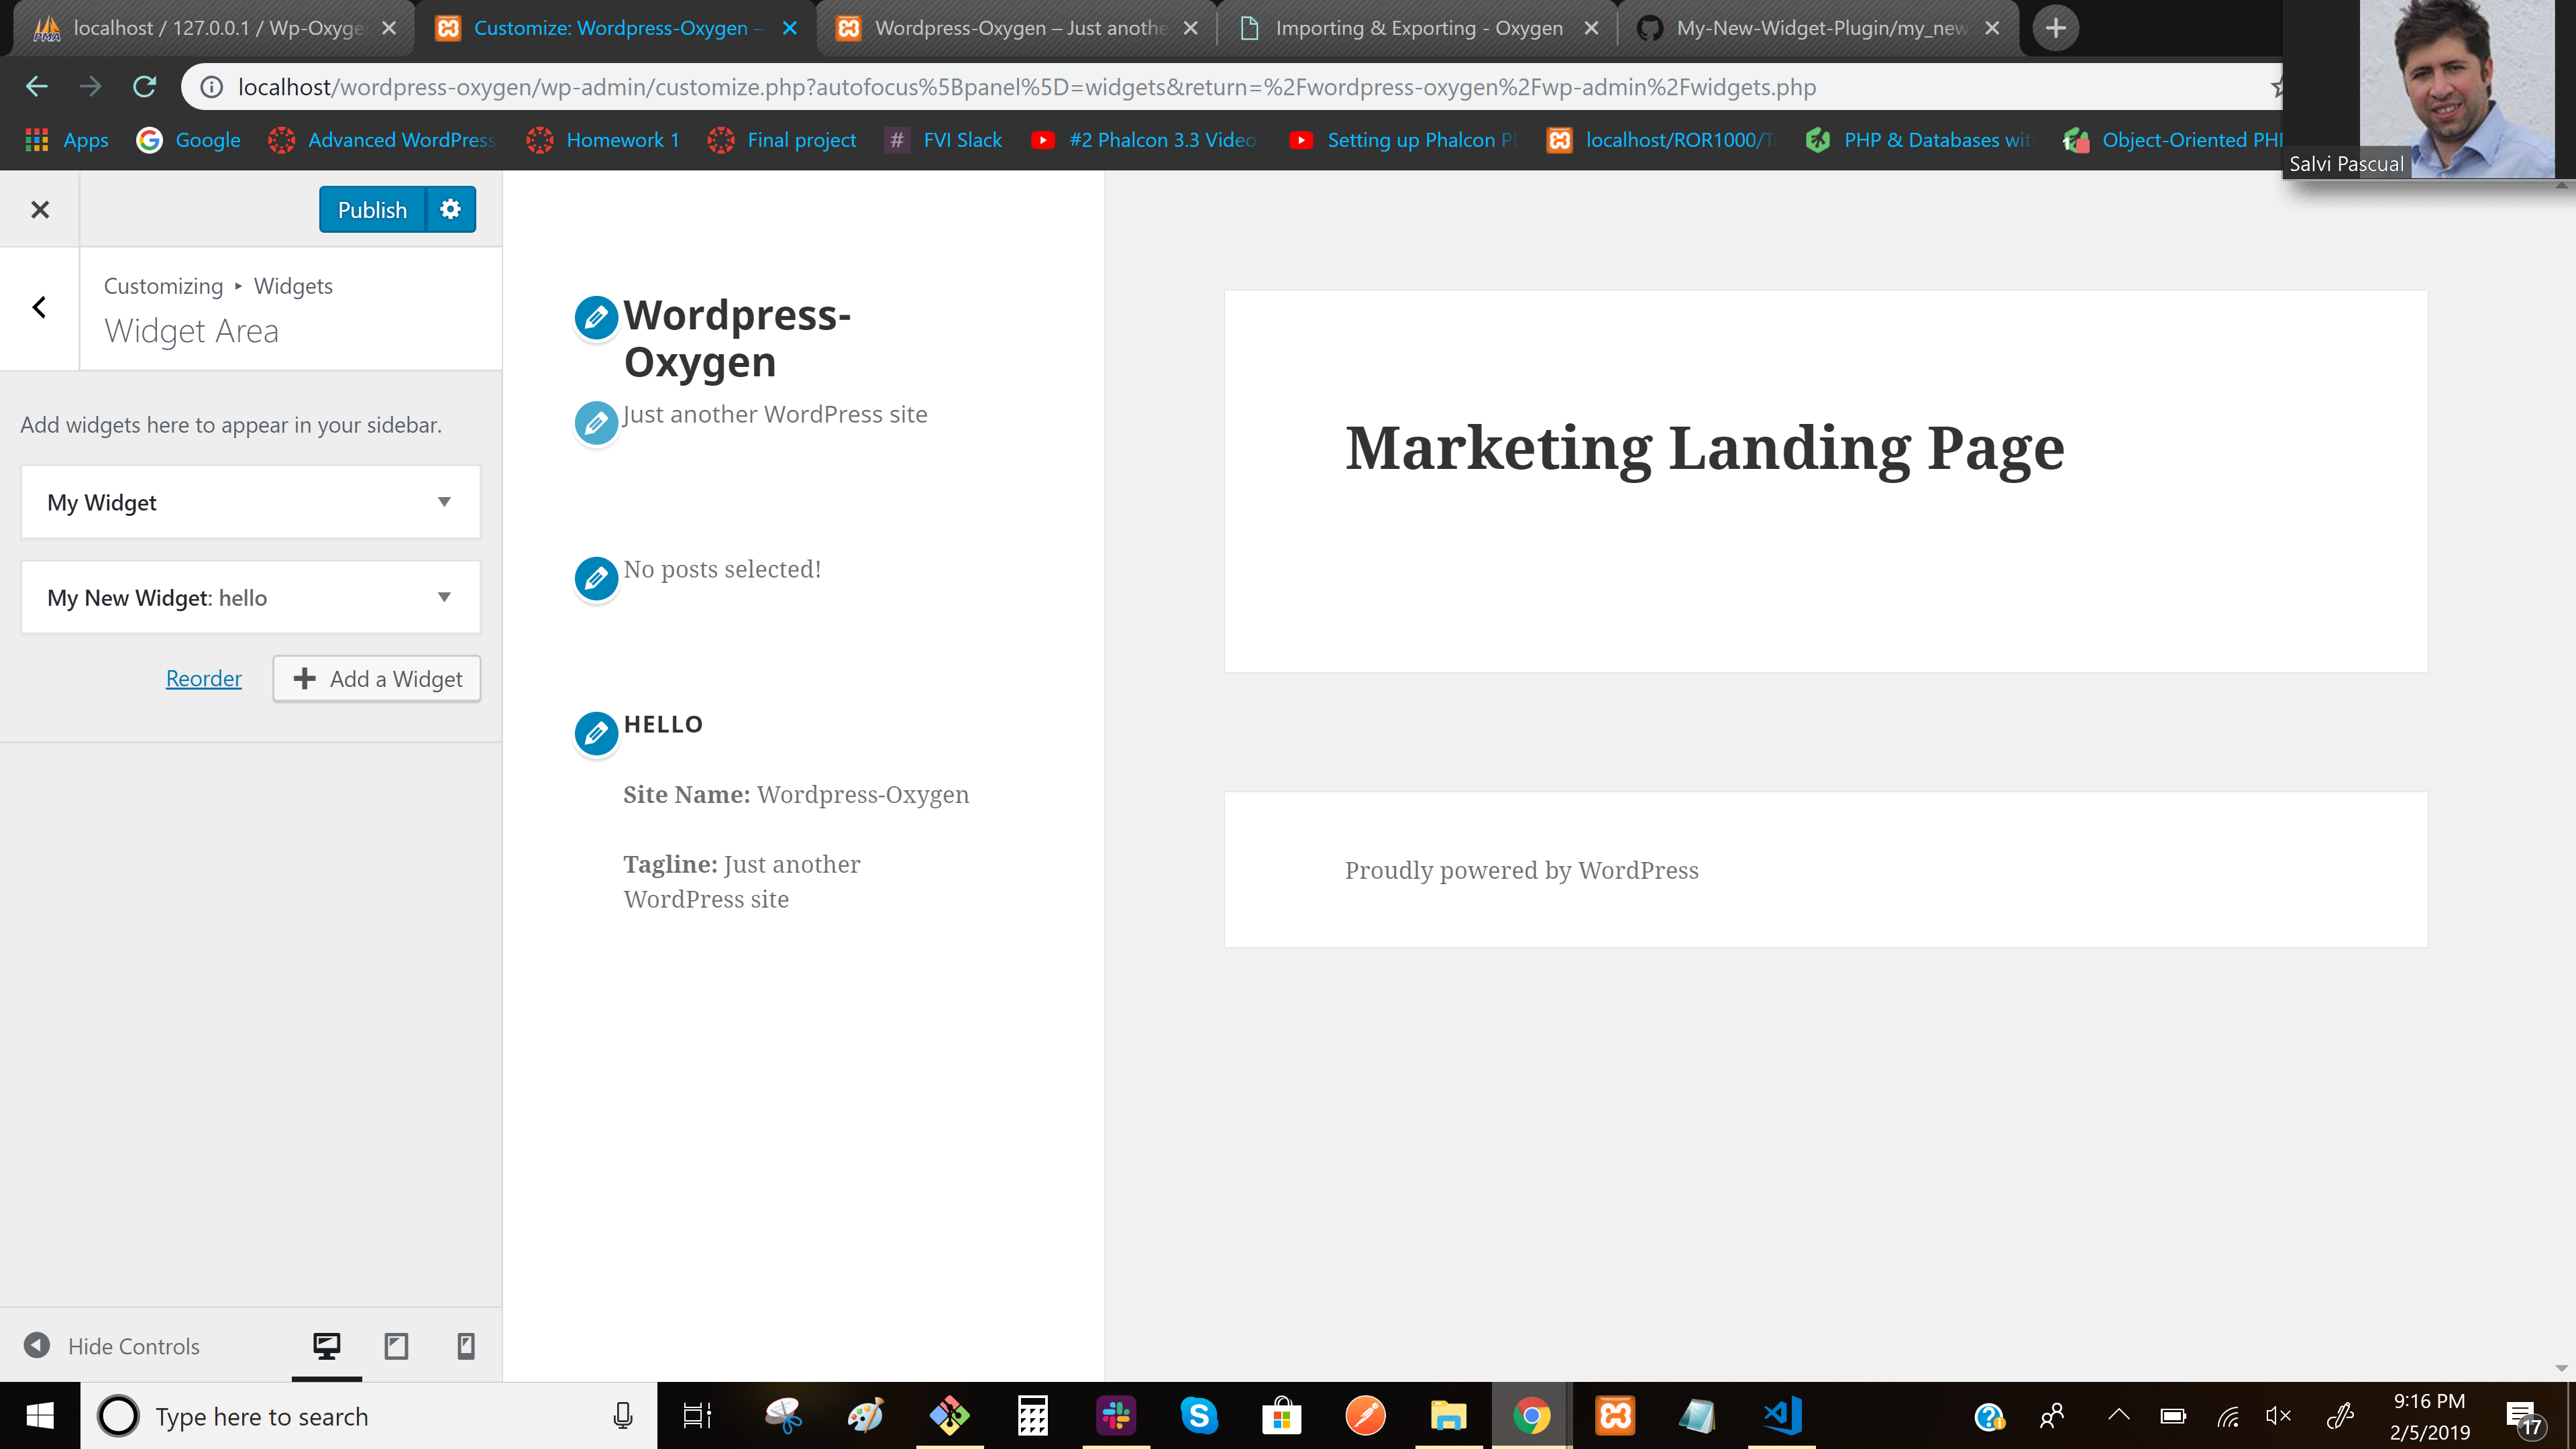 localhost / 127.0.0.1 / Wp-Oxyge
Customize: Wordpress-Oxygen –
Wordpress-Oxygen – Just anothe
Importing & Exporting - Oxygen
My-New-Widget-Plugin/my_new
localhost/wordpress-oxygen/wp-admin/customize.php?autofocus%5Bpanel%5D=widgets&return=%2Fwordpress-oxygen%2Fwp-admin%2Fwidgets.php
Apps
Google
Advanced WordPress
Homework 1
Final project
FVI Slack
#2 Phalcon 3.3 Video
Setting up Phalcon P
localhost/ROR1000/T
PHP & Databases wit
Object-Oriented PHP
Salvi Pascual
Publish
Customizing ▸ Widgets
Widget Area
Add widgets here to appear in your sidebar.
My Widget
My New Widget: hello
Reorder
Add a Widget
Hide Controls
Wordpress-
Oxygen
Just another WordPress site
No posts selected!
HELLO
Site Name: Wordpress-Oxygen
Tagline: Just another
WordPress site
Marketing Landing Page
Proudly powered by WordPress
Type here to search
9:16 PM
2/5/2019
17